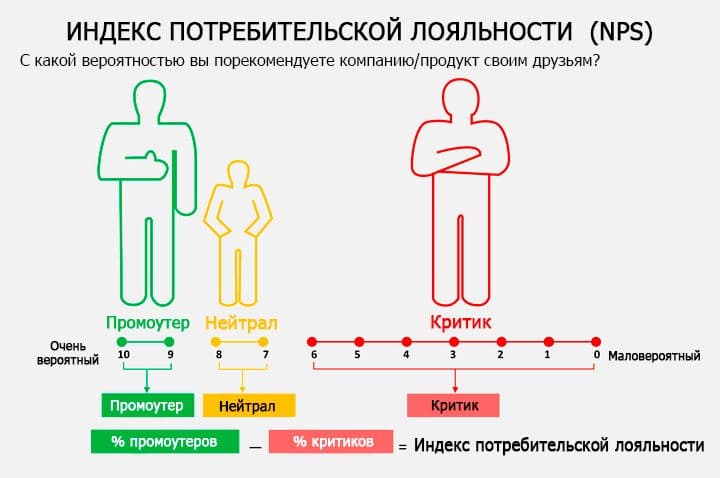 ИНДЕКС ПОТРЕБИТЕЛЬСКОЙ ЛОЯЛЬНОСТИ (NPS)
С какой вероятностью вы порекомендуете компанию/продукт своим друзьям?
Промоутер Нейтрал Критик
Очень
вероятный
10 9 8 7 6 5 4 3 2 1 0 Маловероятный
Промоутер Нейтрал Критик
% промоутеров — % критиков = Индекс потребительской лояльности